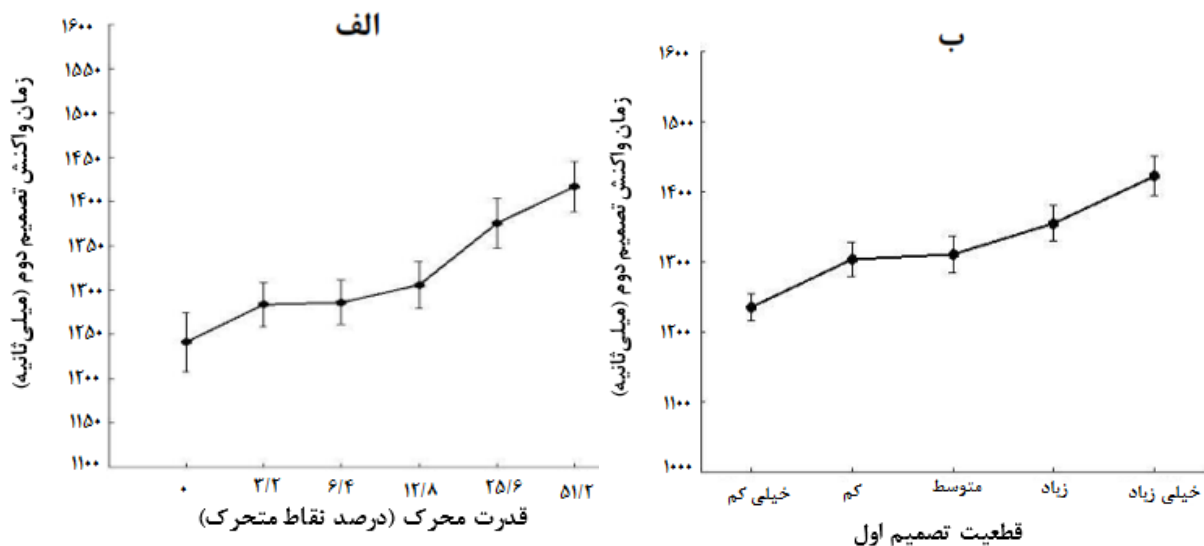 الف
زمان واکنش تصمیم دوم (میلی ثانیه)
۱۶۰۰
۱۵۵۰
۱۵۰۰
۱۴۵۰
۱۴۰۰
۱۳۵۰
۱۳۰۰
۱۲۵۰
۱۲۰۰
۱۱۵۰
۱۱۰۰
۰ ۳/۲ ۶/۴ ۱۲/۸ ۲۵/۶ ۵۱/۲
قدرت محرک (درصد نقاط متحرک)
ب
زمان واکنش تصمیم دوم (میلی ثانیه)
۱۶۰۰
۱۵۰۰
۱۴۰۰
۱۳۰۰
۱۲۰۰
۱۱۰۰
۱۰۰۰
خیلی کم کم متوسط زیاد خیلی زیاد
قطعیت تصمیم اول